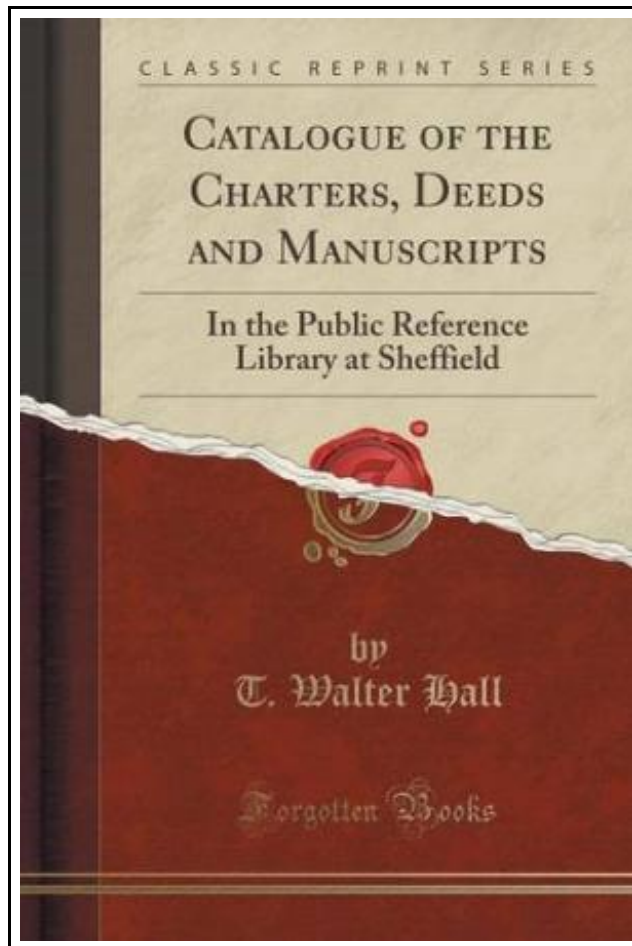 CLASSIC REPRINT SERIES
CATALOGUE OF THE
CHARTERS, DEEDS
AND MANUSCRIPTS
In the Public Reference
Library at Sheffield
F
by
T. Walter Hall
Forgotten Books